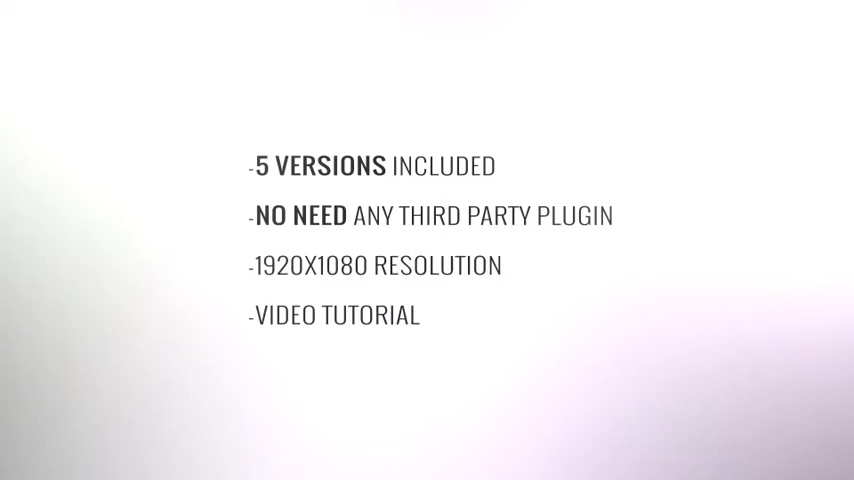 -5 VERSIONS INCLUDED
-NO NEED ANY THIRD PARTY PLUGIN
-1920X1080 RESOLUTION
-VIDEO TUTORIAL